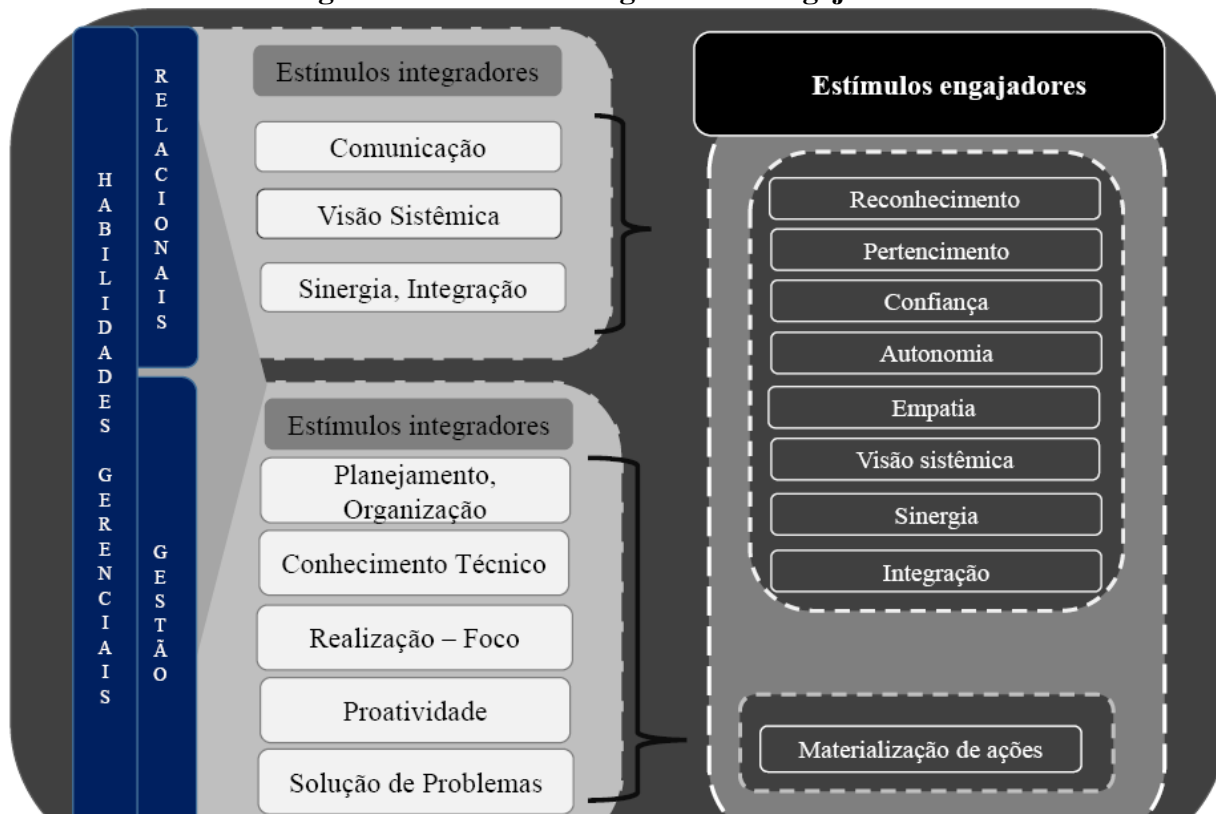 HABILIDADES GERENCIAIS
RELACIONAIS
Estímulos integradores
Comunicação
Visão Sistêmica
Sinergia, Integração
GESTÃO
Estímulos integradores
Planejamento,
Organização
Conhecimento Técnico
Realização – Foco
Proatividade
Solução de Problemas
Estímulos engajadores
Reconhecimento
Pertencimento
Confiança
Autonomia
Empatia
Visão sistêmica
Sinergia
Integração
Materialização de ações